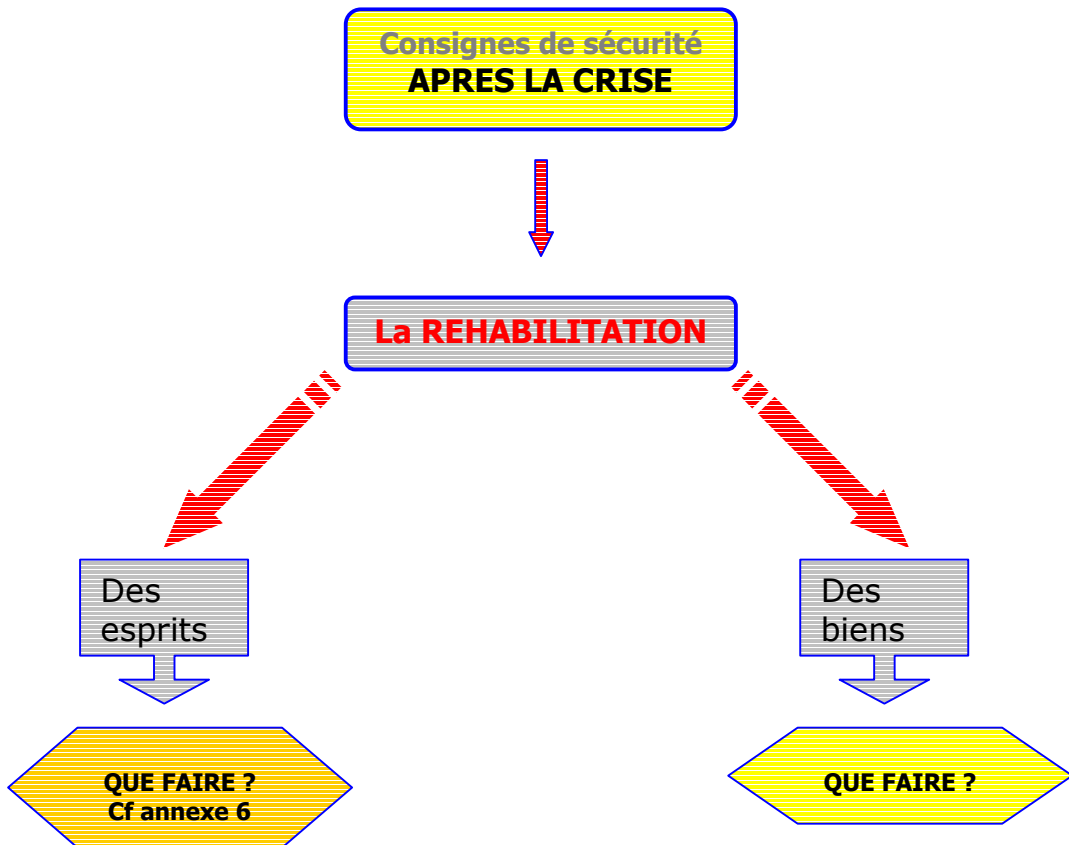 Consignes de sécurité
APRES LA CRISE
La REHABILITATION
Des
esprits
Des
biens
QUE FAIRE ?
Cf annexe 6
QUE FAIRE ?